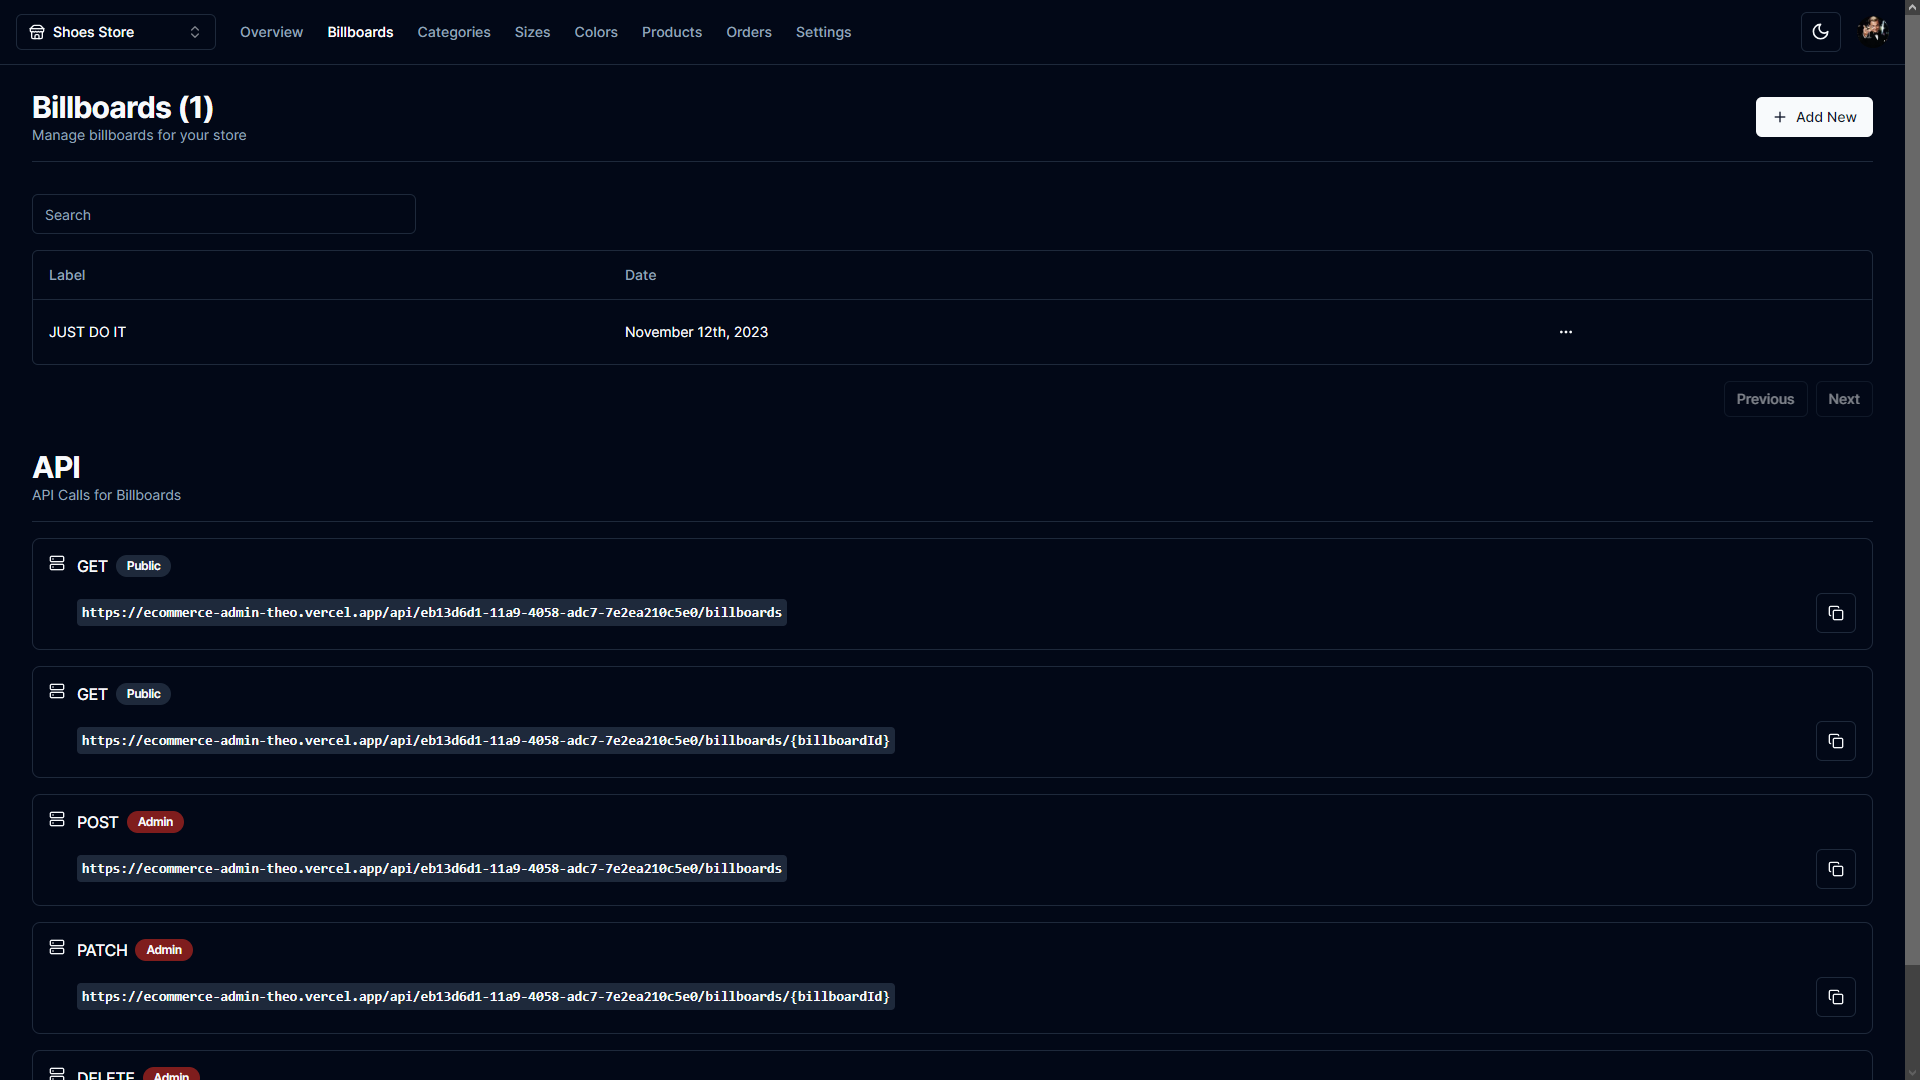 Shoes Store Overview Billboards Categories Sizes Colors Products Orders Settings
Billboards (1)
Manage billboards for your store
+ Add New
Search
Label Date
JUST DO IT November 12th, 2023 ...
Previous Next
API
API Calls for Billboards
GET Public
https://ecommerce-admin-theo.vercel.app/api/eb13d6d1-11a9-4058-adc7-7e2ea210c5e0/billboards
GET Public
https://ecommerce-admin-theo.vercel.app/api/eb13d6d1-11a9-4058-adc7-7e2ea210c5e0/billboards/{billboardId}
POST Admin
https://ecommerce-admin-theo.vercel.app/api/eb13d6d1-11a9-4058-adc7-7e2ea210c5e0/billboards
PATCH Admin
https://ecommerce-admin-theo.vercel.app/api/eb13d6d1-11a9-4058-adc7-7e2ea210c5e0/billboards/{billboardId}
DELETE Admin